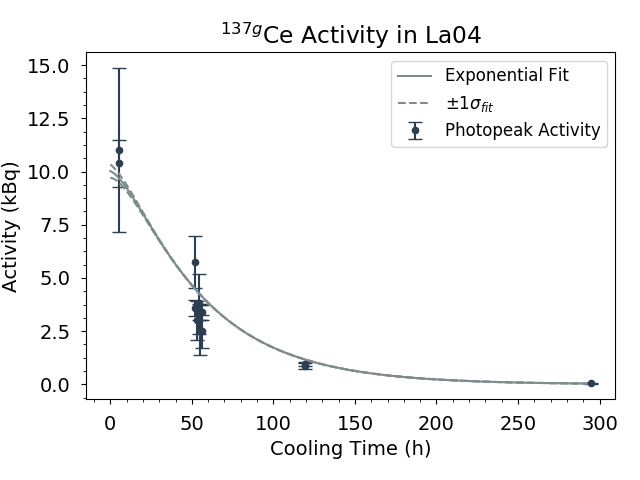 ¹³⁷ᵍCe Activity in La04
Exponential Fit
±1σ_fit
Photopeak Activity
Activity (kBq)
15.0
12.5
10.0
7.5
5.0
2.5
0.0
0 50 100 150 200 250 300
Cooling Time (h)